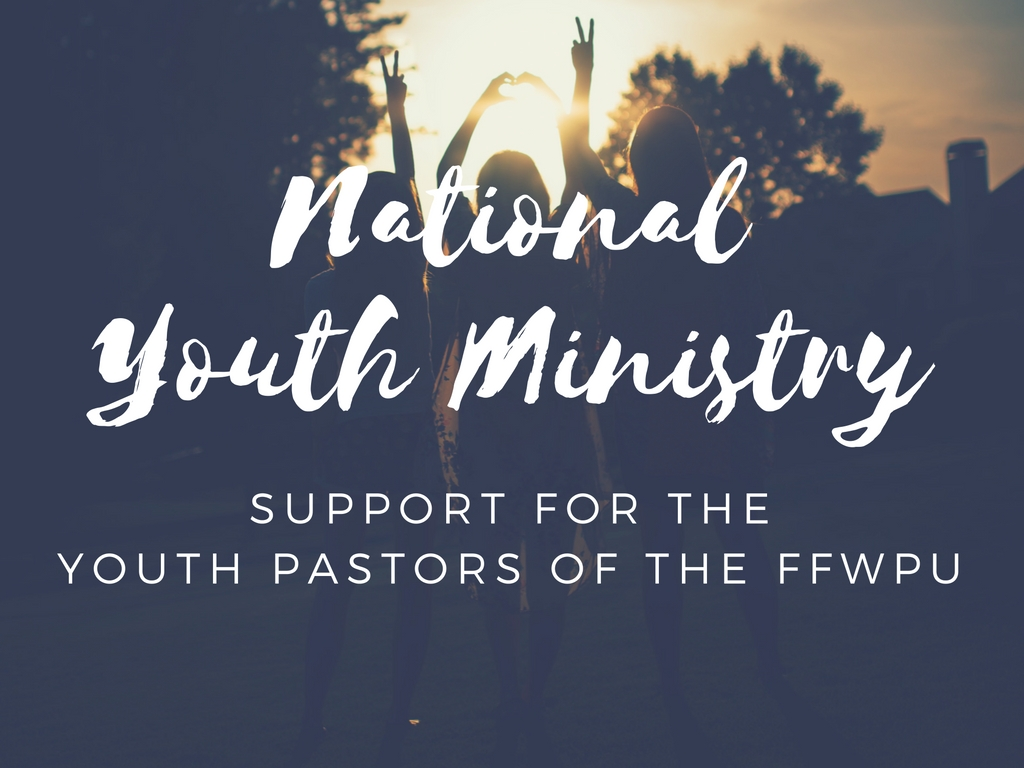 National
Youth Ministry
SUPPORT FOR THE
YOUTH PASTORS OF THE FFWPU